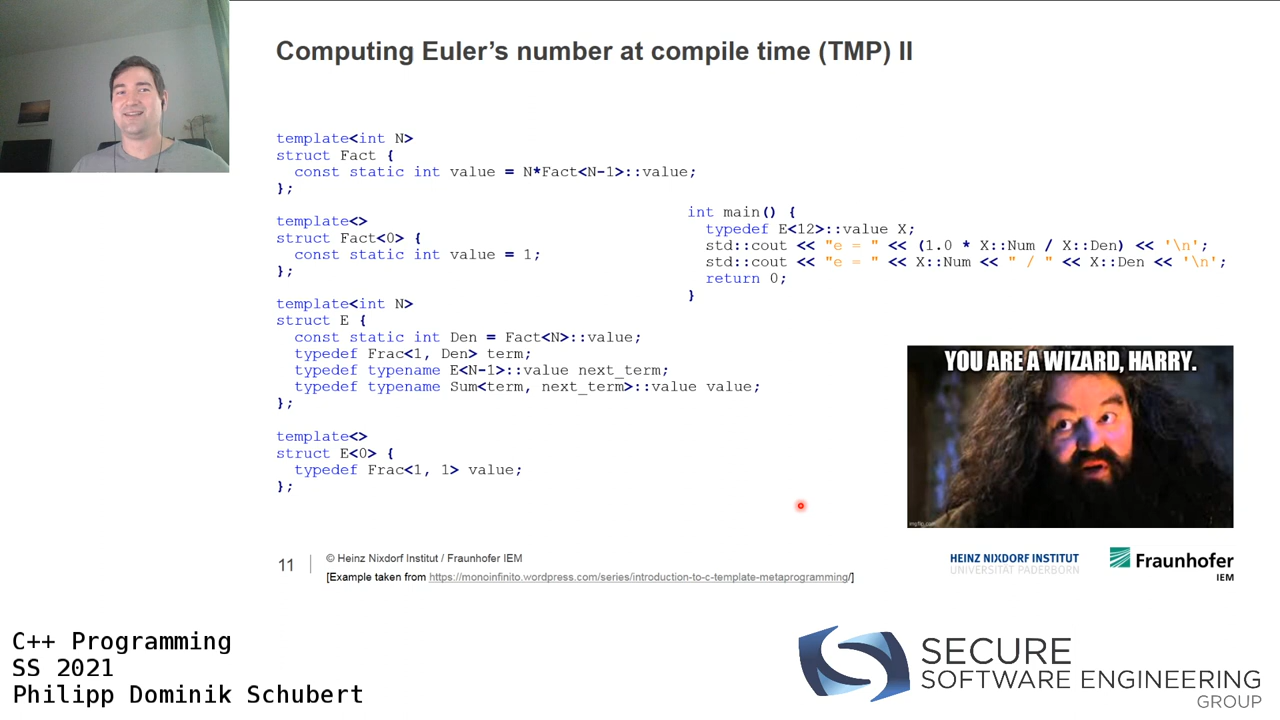 Computing Euler's number at compile time (TMP) II
template<int N>
struct Fact {
const static int value = N*Fact<N-1>::value;
};
template<>
struct Fact<0> {
const static int value = 1;
};
template<int N>
struct E {
const static int Den = Fact<N>::value;
typedef Frac<1, Den> term;
typedef typename E<N-1>::value next_term;
typedef typename Sum<term, next_term>::value value;
};
template<>
struct E<0> {
typedef Frac<1, 1> value;
};
int main() {
typedef E<12>::value X;
std::cout << "e = " << (1.0 * X::Num / X::Den) << '\n';
std::cout << "e = " << X::Num << " / " << X::Den << '\n';
return 0;
}
YOU ARE A WIZARD, HARRY.
imgflip.com
11
© Heinz Nixdorf Institut / Fraunhofer IEM
[Example taken from https://monoinfinito.wordpress.com/series/introduction-to-c-template-metaprogramming/]
HEINZ NIXDORF INSTITUT
UNIVERSITÄT PADERBORN
Fraunhofer
IEM
C++ Programming
SS 2021
Philipp Dominik Schubert
SECURE
SOFTWARE ENGINEERING
GROUP